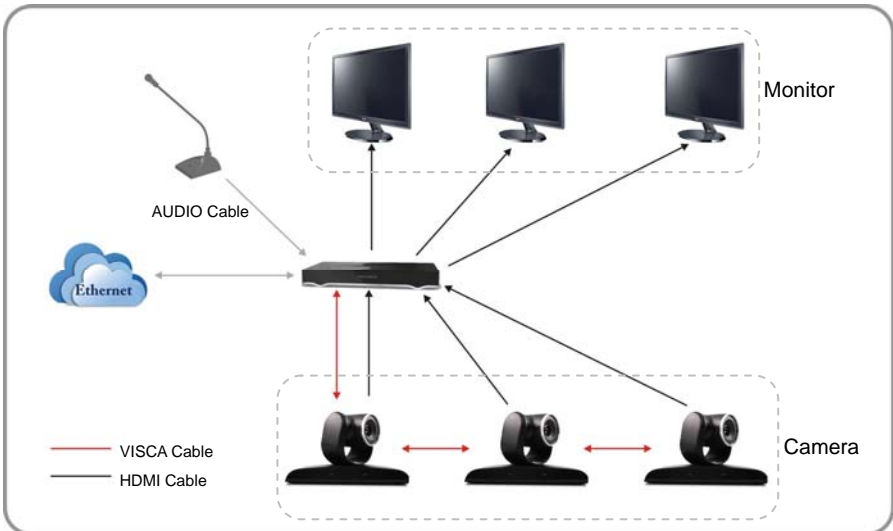 Monitor
AUDIO Cable
Ethernet
VISCA Cable
HDMI Cable
Camera